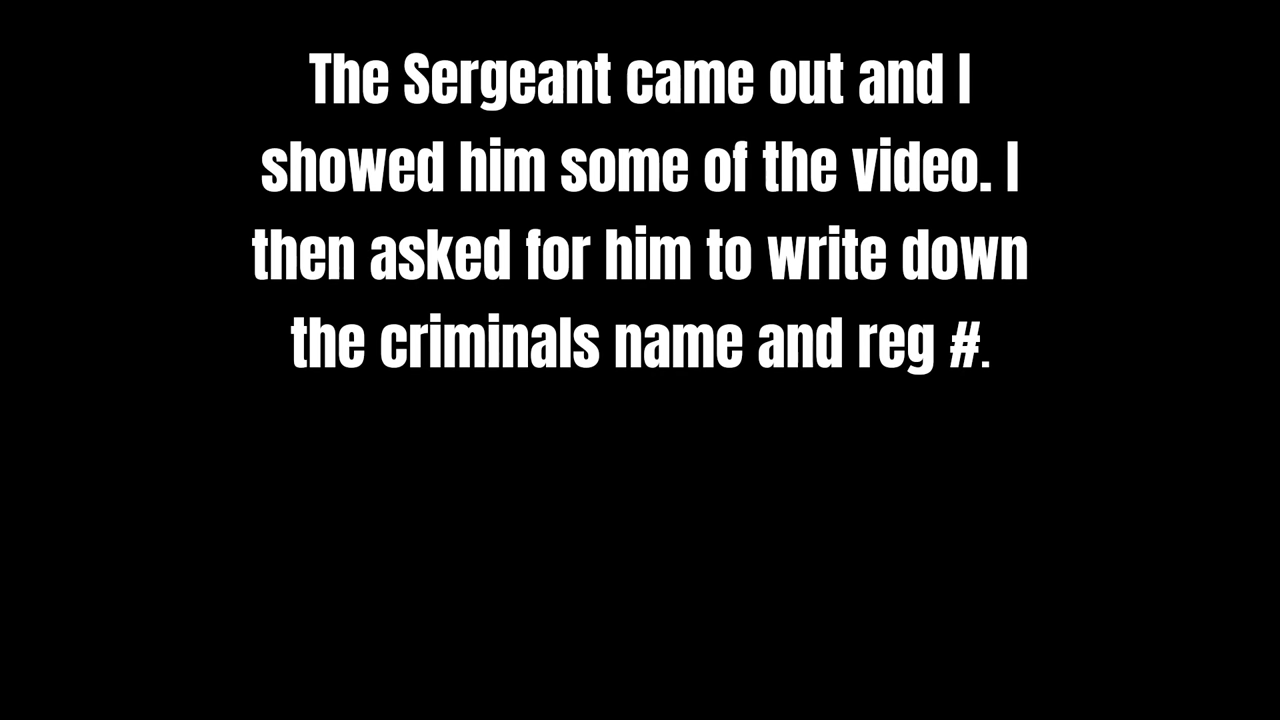 The Sergeant came out and I
showed him some of the video. I
then asked for him to write down
the criminals name and reg #.